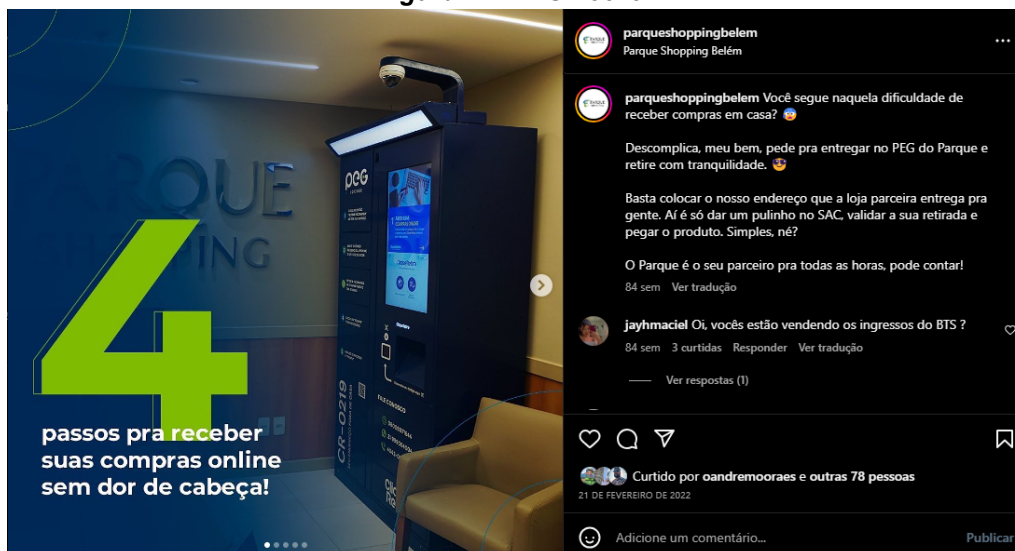 parqueshoppingbelem
Parque Shopping Belém
parqueshoppingbelem Você segue naquela dificuldade de
receber compras em casa? 😰
Descomplica, meu bem, pede pra entregar no PEG do Parque e
retire com tranquilidade. 😎
Basta colocar o nosso endereço que a loja parceira entrega pra
gente. Aí é só dar um pulinho no SAC, validar a sua retirada e
pegar o produto. Simples, né?
O Parque é o seu parceiro pra todas as horas, pode contar!
84 sem Ver tradução
jayhmaciel Oi, vocês estão vendendo os ingressos do BTS ?
84 sem 3 curtidas Responder Ver tradução
Ver respostas (1)
Curtido por oandremooraes e outras 78 pessoas
21 DE FEVEREIRO DE 2022
Adicione um comentário...
Publicar
PARQUE
SHOPPING
PEG
4
passos pra receber
suas compras online
sem dor de cabeça!
CR-0219
FALE CONOSCO